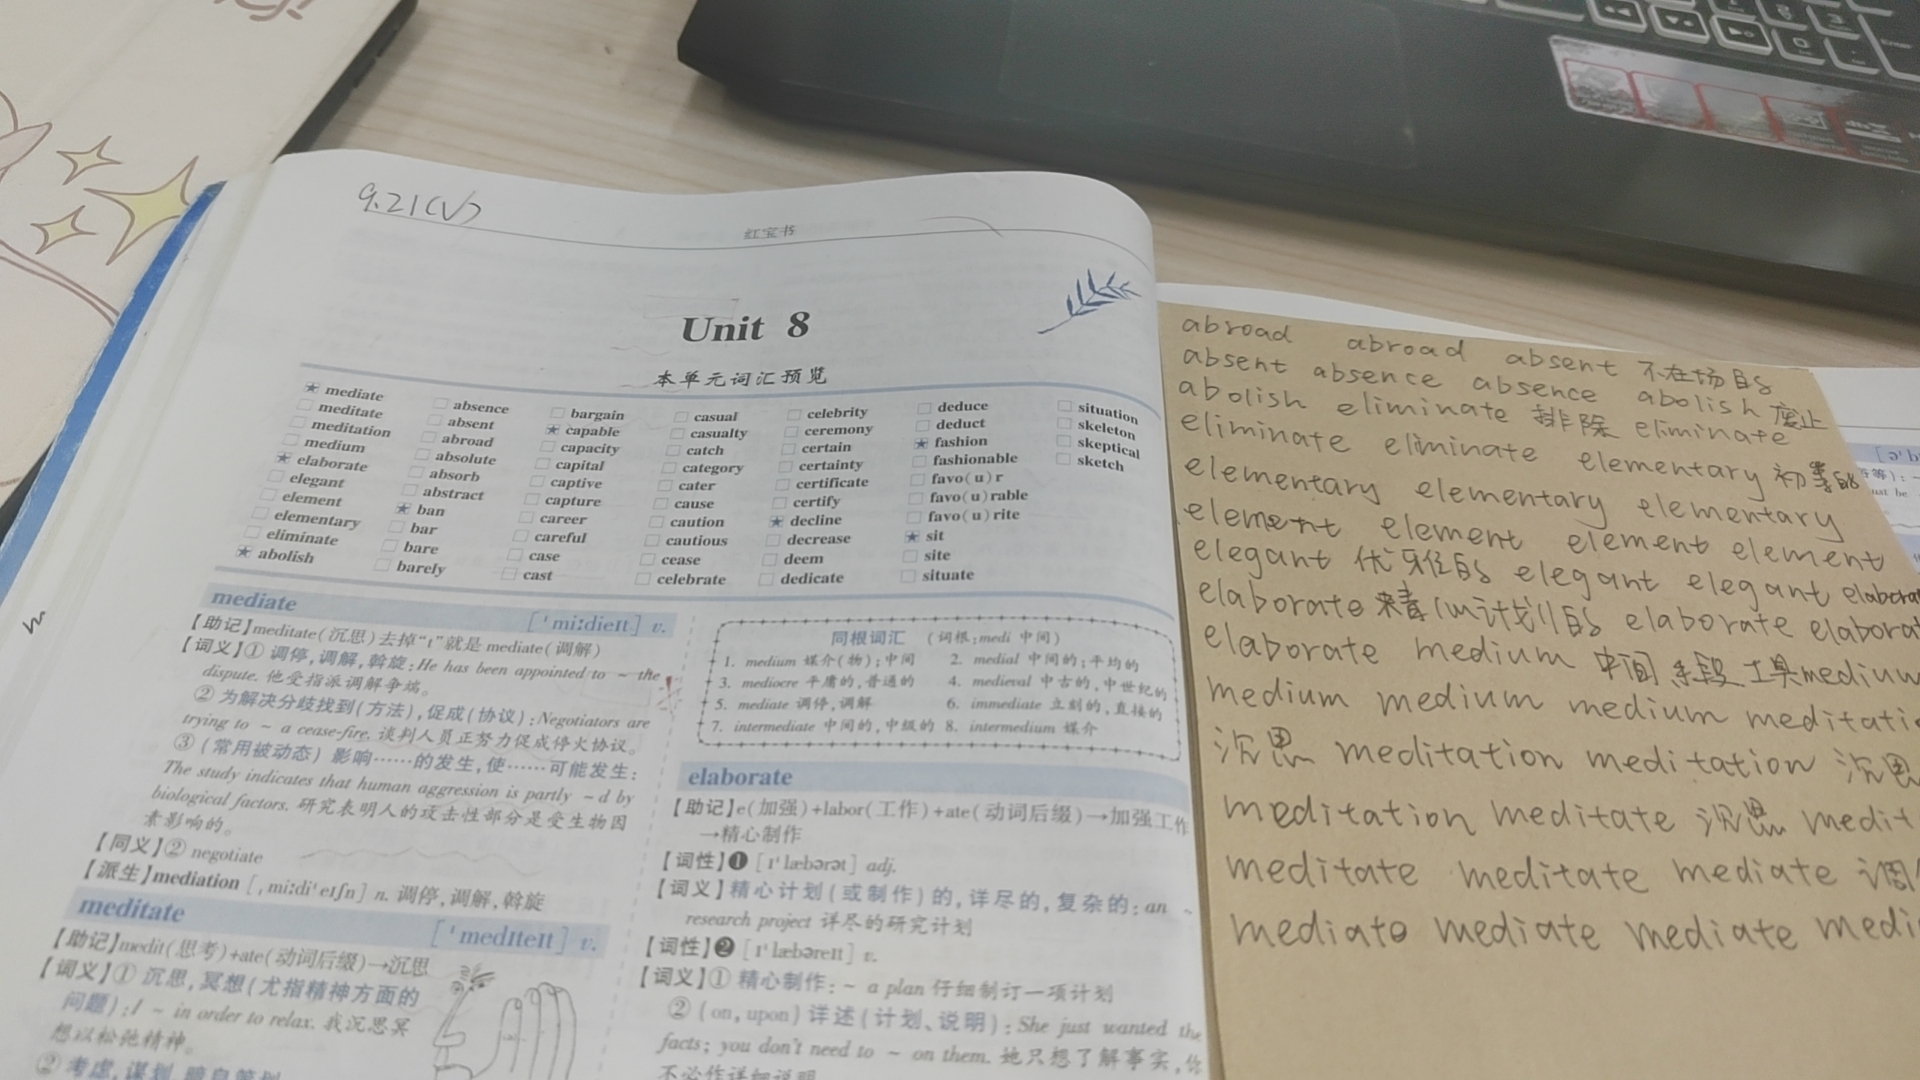 9.21(√)
红宝书
Unit 8
本单元词汇预览
★ mediate
□ meditate
□ meditation
□ medium
★ elaborate
□ elegant
□ element
□ elementary
□ eliminate
★ abolish
□ absence
□ absent
□ abroad
□ absolute
□ absorb
□ abstract
★ ban
□ bar
□ bare
□ barely
□ bargain
★ capable
□ capacity
□ capital
□ captive
□ capture
□ career
□ careful
□ case
□ cast
□ casual
□ casualty
□ catch
□ category
□ cater
□ cause
□ caution
□ cautious
□ cease
□ celebrate
□ celebrity
□ ceremony
□ certain
□ certainty
□ certificate
□ certify
★ decline
□ decrease
□ deem
□ dedicate
□ deduce
□ deduct
★ fashion
□ fashionable
□ favo(u)r
□ favo(u)rable
□ favo(u)rite
★ sit
□ site
□ situate
□ situation
□ skeleton
□ skeptical
□ sketch
mediate
[ˈmiːdieɪt] v.
【助记】meditate(沉思)去掉“t”就是 mediate(调解)
【词义】① 调停,调解,斡旋:He has been appointed to ~ the
dispute. 他受指派调解争端。
② 为解决分歧找到(方法),促成(协议):Negotiators are
trying to ~ a cease-fire. 谈判人员正努力促成停火协议。
③ (常用被动态) 影响……的发生,使……可能发生:
The study indicates that human aggression is partly ~d by
biological factors. 研究表明人的攻击性部分是受生物因
素影响的。
【同义】② negotiate
【派生】mediation [ˌmiːdiˈeɪʃn] n. 调停,调解,斡旋
meditate
[ˈmedɪteɪt] v.
【助记】medit(思考)+ate(动词后缀)→沉思
【词义】① 沉思,冥想(尤指精神方面的
问题):I ~ in order to relax. 我沉思冥
想以松弛精神。
② 考虑,谋划,暗自筹划
同根词汇 (词根:medi 中间)
1. medium 媒介(物);中间 2. medial 中间的;平均的
3. mediocre 平庸的,普通的 4. medieval 中古的,中世纪的
5. mediate 调停,调解 6. immediate 立刻的,直接的
7. intermediate 中间的,中级的 8. intermedium 媒介
elaborate
【助记】e(加强)+labor(工作)+ate(动词后缀)→加强工作
→精心制作
【词性】❶ [ɪˈlæbərət] adj.
【词义】精心计划(或制作)的,详尽的,复杂的:an ~
research project 详尽的研究计划
【词性】❷ [ɪˈlæbəreɪt] v.
【词义】① 精心制作:~ a plan 仔细制订一项计划
② (on, upon) 详述(计划、说明):She just wanted the
facts; you don't need to ~ on them. 她只想了解事实,你
不必作详细说明
abroad abroad absent 不在场的
absent absence absence abolish 废止
abolish eliminate 排除 eliminate
eliminate eliminate elementary 初等的
elementary elementary elementary
element element element element
elegant 优雅的 elegant elegant elaborat
elaborate (计划)的 elaborate elaborat
elaborate medium 中间 手段 工具 medium
medium medium medium meditati
沉思 meditation meditation 沉思
meditation meditate 沉思 medit
meditate meditate mediate 调
mediate mediate mediate medi